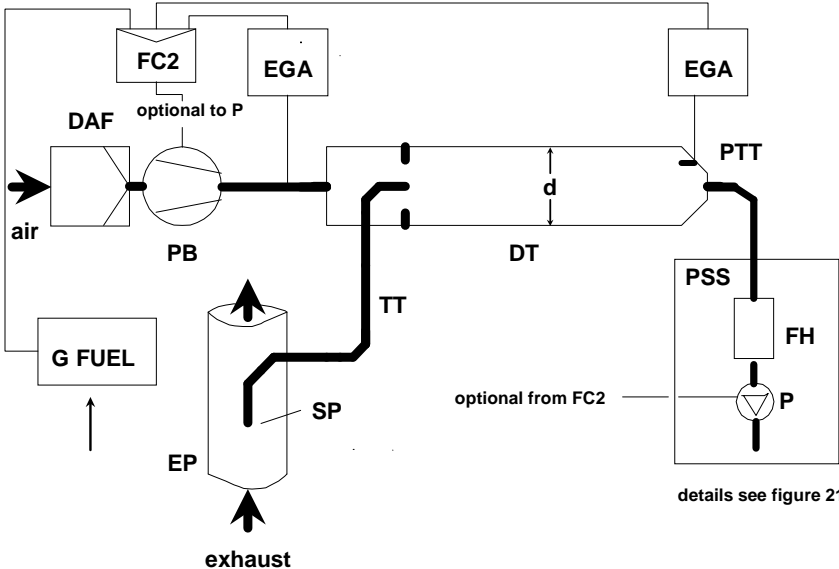 FC2
EGA
EGA
optional to P
DAF
PTT
d
air
PB
DT
PSS
TT
FH
G FUEL
SP
optional from FC2
P
EP
details see figure 21
exhaust